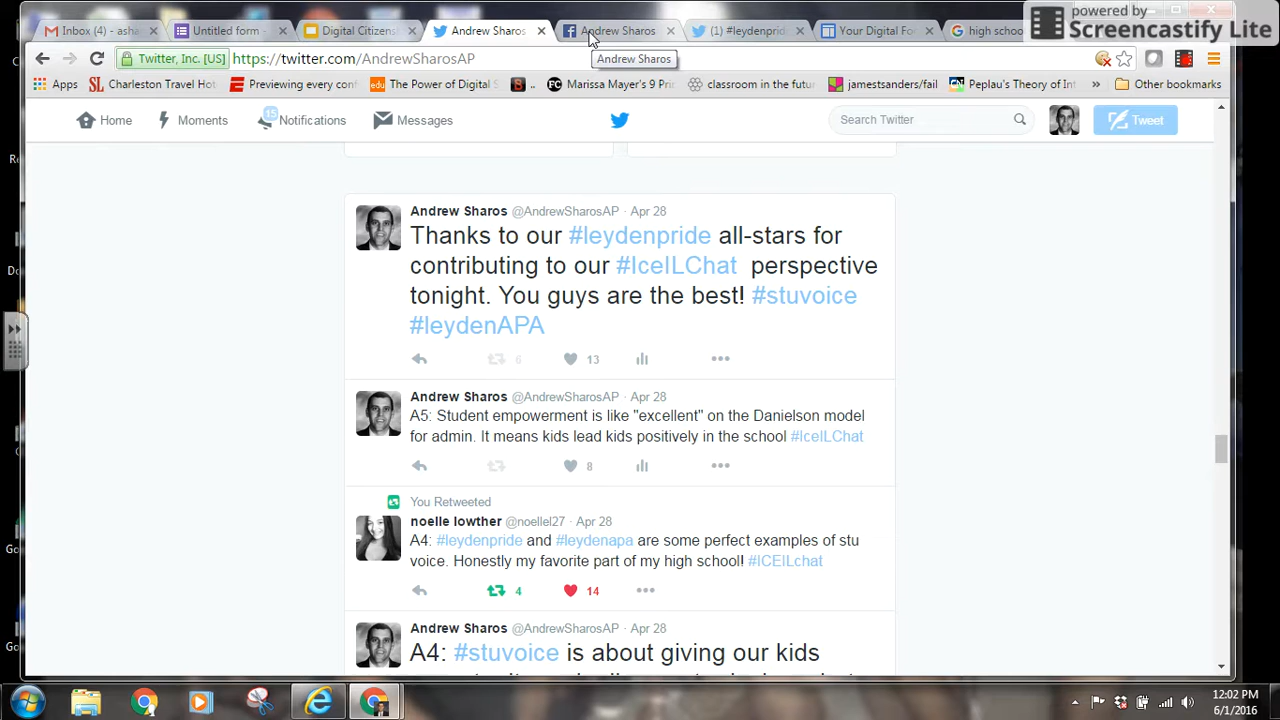 powered by
Screencastify Lite
Inbox (4) - asha
Untitled form -
Digital Citizens
Andrew Sharos
Andrew Sharos
(1) #leydenprid
Your Digital Fo
high schoo
Twitter, Inc. [US]
https://twitter.com/AndrewSharosAP
Andrew Sharos
Apps
Charleston Travel Hot
Previewing every conf
The Power of Digital S
Marissa Mayer's 9 Prin
classroom in the futur
jamestsanders/fail
Peplau's Theory of Int
Other bookmarks
Home
Moments
15
Notifications
Messages
Search Twitter
Tweet
Andrew Sharos @AndrewSharosAP · Apr 28
Thanks to our #leydenpride all-stars for
contributing to our #IceILChat perspective
tonight. You guys are the best! #stuvoice
#leydenAPA
6
13
Andrew Sharos @AndrewSharosAP · Apr 28
A5: Student empowerment is like "excellent" on the Danielson model
for admin. It means kids lead kids positively in the school #IceILChat
8
You Retweeted
noelle lowther @noellel27 · Apr 28
A4: #leydenpride and #leydenapa are some perfect examples of stu
voice. Honestly my favorite part of my high school! #ICEILchat
4
14
Andrew Sharos @AndrewSharosAP · Apr 28
A4: #stuvoice is about giving our kids
12:02 PM
6/1/2016